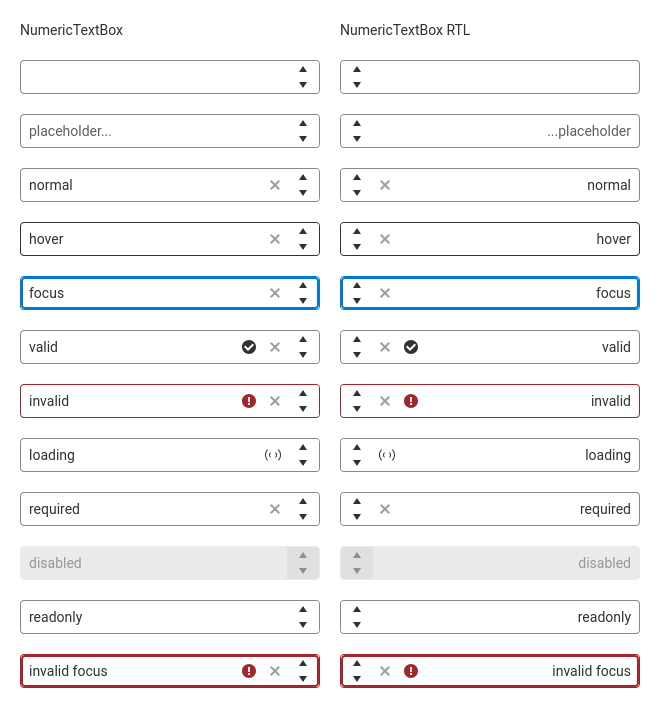 NumericTextBox
NumericTextBox RTL
placeholder...
...placeholder
normal
normal
hover
hover
focus
focus
valid
valid
invalid
invalid
loading
loading
required
required
disabled
disabled
readonly
readonly
invalid focus
invalid focus